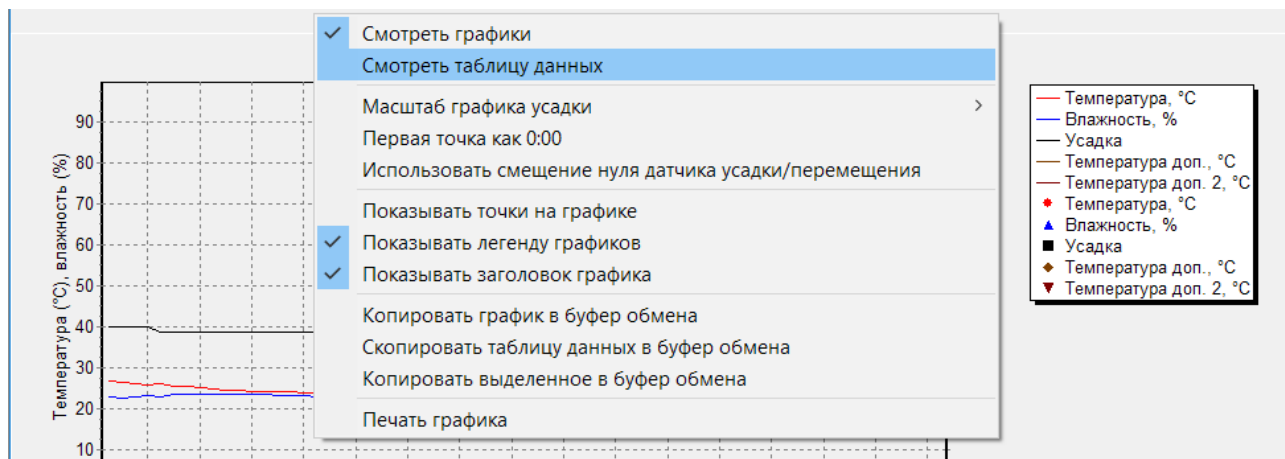 Смотреть графики
Смотреть таблицу данных
Масштаб графика усадки
Первая точка как 0:00
Использовать смещение нуля датчика усадки/перемещения
Показывать точки на графике
Показывать легенду графиков
Показывать заголовок графика
Копировать график в буфер обмена
Скопировать таблицу данных в буфер обмена
Копировать выделенное в буфер обмена
Печать графика
Температура (°C), влажность (%)
90
80
70
60
50
40
30
20
10
Температура, °C
Влажность, %
Усадка
Температура доп., °C
Температура доп. 2, °C
Температура, °C
Влажность, %
Усадка
Температура доп., °C
Температура доп. 2, °C